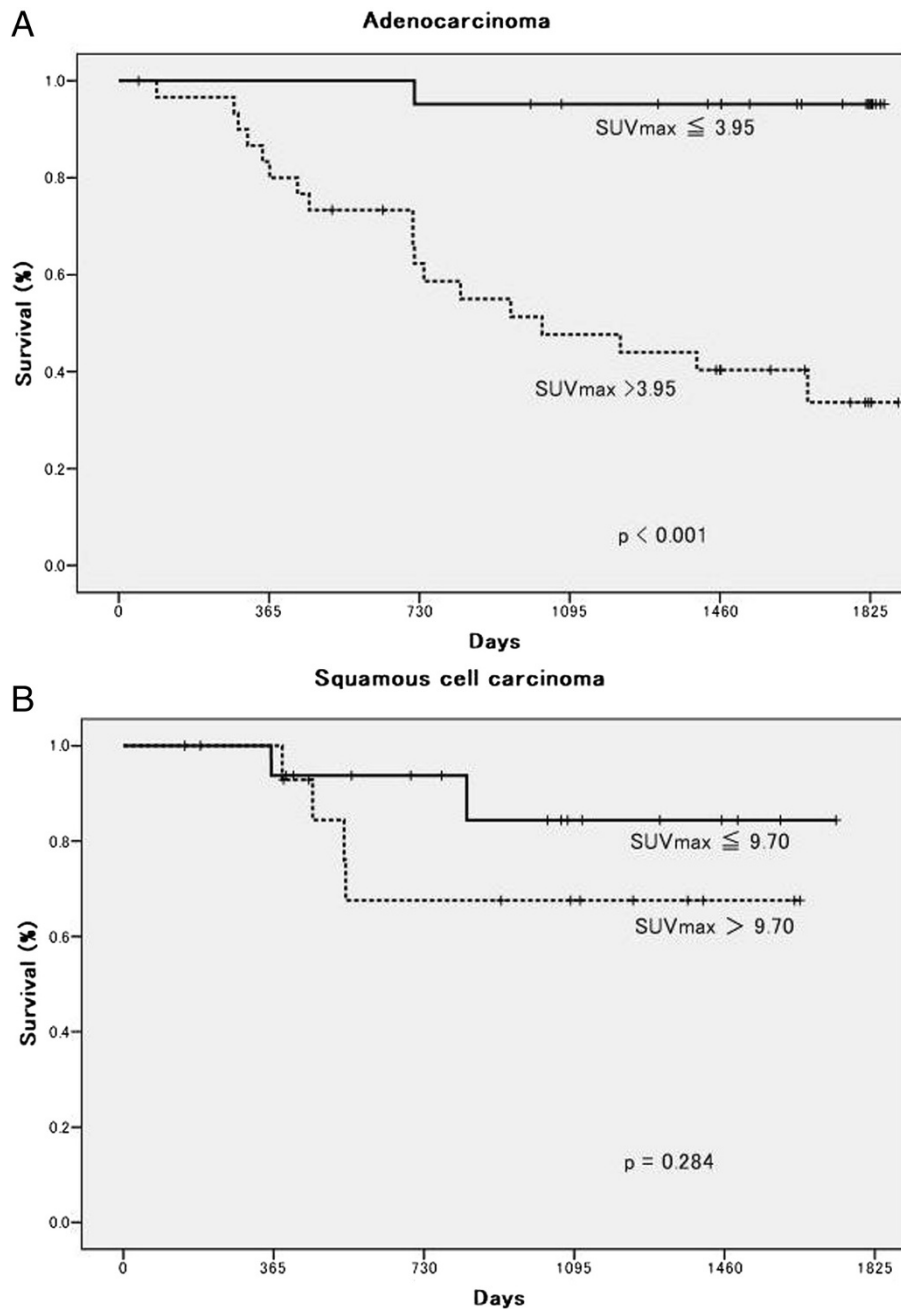 A
Adenocarcinoma
1.0
0.8
0.6
0.4
0.2
0.0
Survival (%)
SUVmax ≦ 3.95
SUVmax >3.95
p < 0.001
0 365 730 1095 1460 1825
Days
B
Squamous cell carcinoma
1.0
0.8
0.6
0.4
0.2
0.0
Survival (%)
SUVmax ≦ 9.70
SUVmax > 9.70
p = 0.284
0 365 730 1095 1460 1825
Days